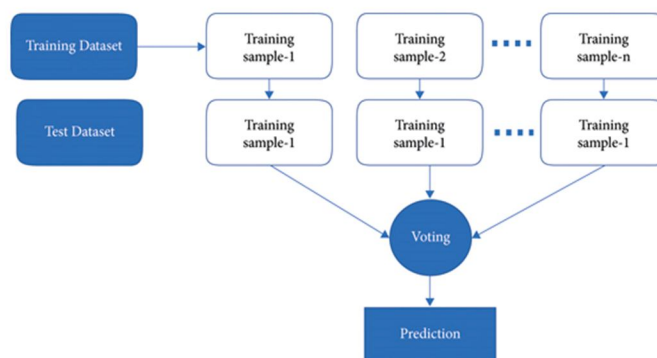 Training Dataset
Training
sample-1
Training
sample-2
Training
sample-n
Test Dataset
Training
sample-1
Training
sample-1
Training
sample-1
Voting
Prediction